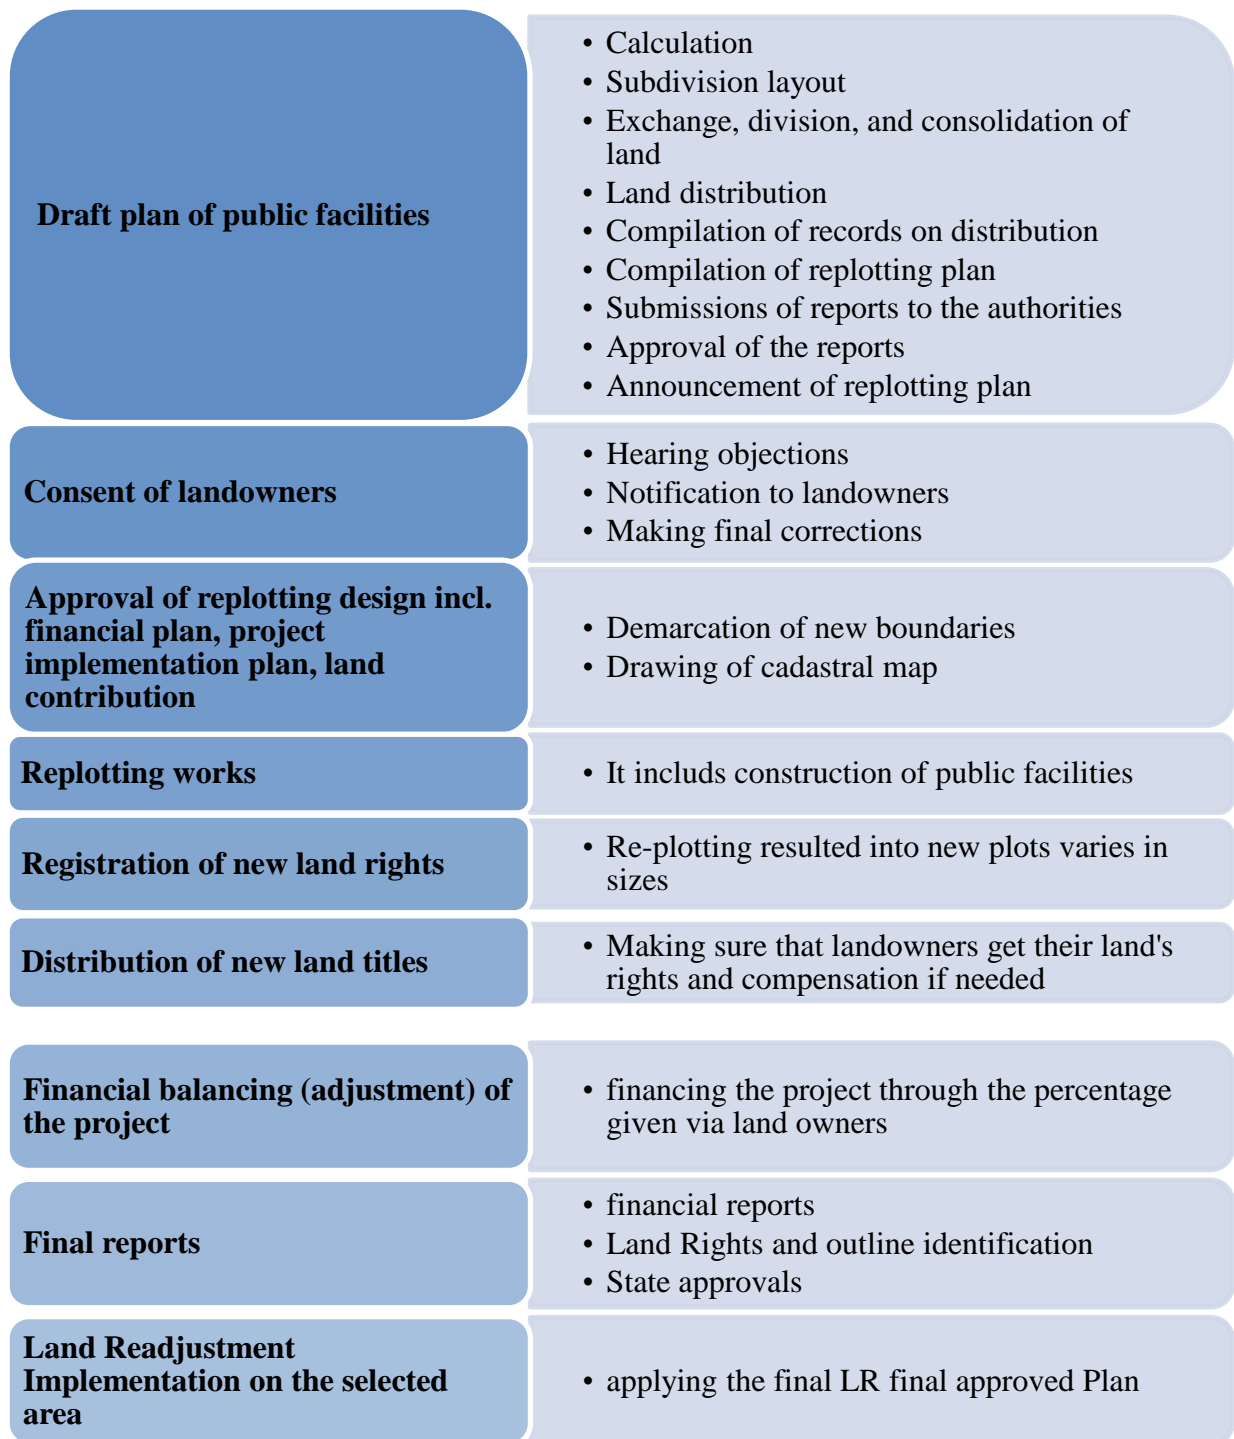 Draft plan of public facilities
• Calculation
• Subdivision layout
• Exchange, division, and consolidation of
land
• Land distribution
• Compilation of records on distribution
• Compilation of replotting plan
• Submissions of reports to the authorities
• Approval of the reports
• Announcement of replotting plan
Consent of landowners
• Hearing objections
• Notification to landowners
• Making final corrections
Approval of replotting design incl.
financial plan, project
implementation plan, land
contribution
• Demarcation of new boundaries
• Drawing of cadastral map
Replotting works
• It includs construction of public facilities
Registration of new land rights
• Re-plotting resulted into new plots varies in
sizes
Distribution of new land titles
• Making sure that landowners get their land's
rights and compensation if needed
Financial balancing (adjustment) of
the project
• financing the project through the percentage
given via land owners
Final reports
• financial reports
• Land Rights and outline identification
• State approvals
Land Readjustment
Implementation on the selected
area
• applying the final LR final approved Plan